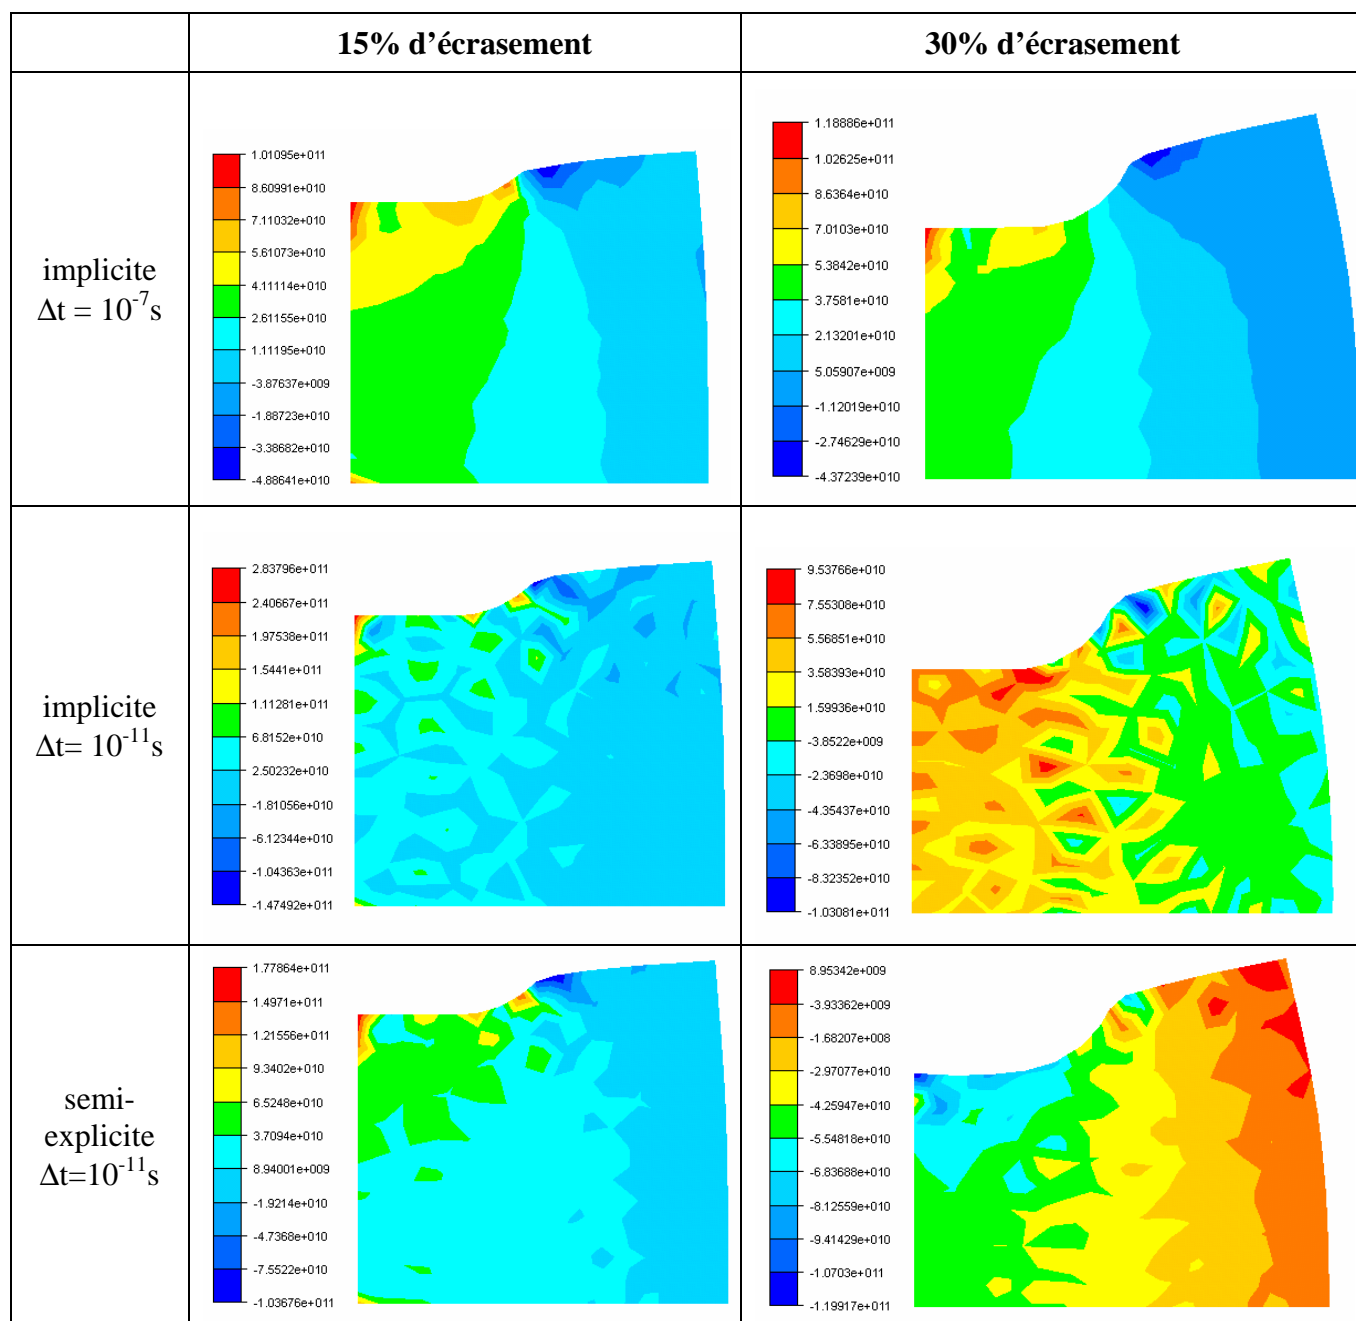 15% d’écrasement
30% d’écrasement
implicite
Δt = 10-7s
1.01095e+011
8.60991e+010
7.11032e+010
5.61073e+010
4.11114e+010
2.61155e+010
1.11195e+010
-3.87637e+009
-1.88723e+010
-3.38682e+010
-4.88641e+010
1.18886e+011
1.02625e+011
8.6364e+010
7.0103e+010
5.3842e+010
3.7581e+010
2.13201e+010
5.05907e+009
-1.12019e+010
-2.74629e+010
-4.37239e+010
implicite
Δt= 10-11s
2.83796e+011
2.40667e+011
1.97538e+011
1.5441e+011
1.11281e+011
6.8152e+010
2.50232e+010
-1.81056e+010
-6.12344e+010
-1.04363e+011
-1.47492e+011
9.53766e+010
7.55308e+010
5.56851e+010
3.58393e+010
1.59936e+010
-3.8522e+009
-2.3698e+010
-4.35437e+010
-6.33895e+010
-8.32352e+010
-1.03081e+011
semi-
explicite
Δt=10-11s
1.77864e+011
1.4971e+011
1.21556e+011
9.3402e+010
6.5248e+010
3.7094e+010
8.94001e+009
-1.9214e+010
-4.7368e+010
-7.5522e+010
-1.03676e+011
8.95342e+009
-3.93362e+009
-1.68207e+008
-2.97077e+010
-4.25947e+010
-5.54818e+010
-6.83688e+010
-8.12559e+010
-9.41429e+010
-1.0703e+011
-1.19917e+011